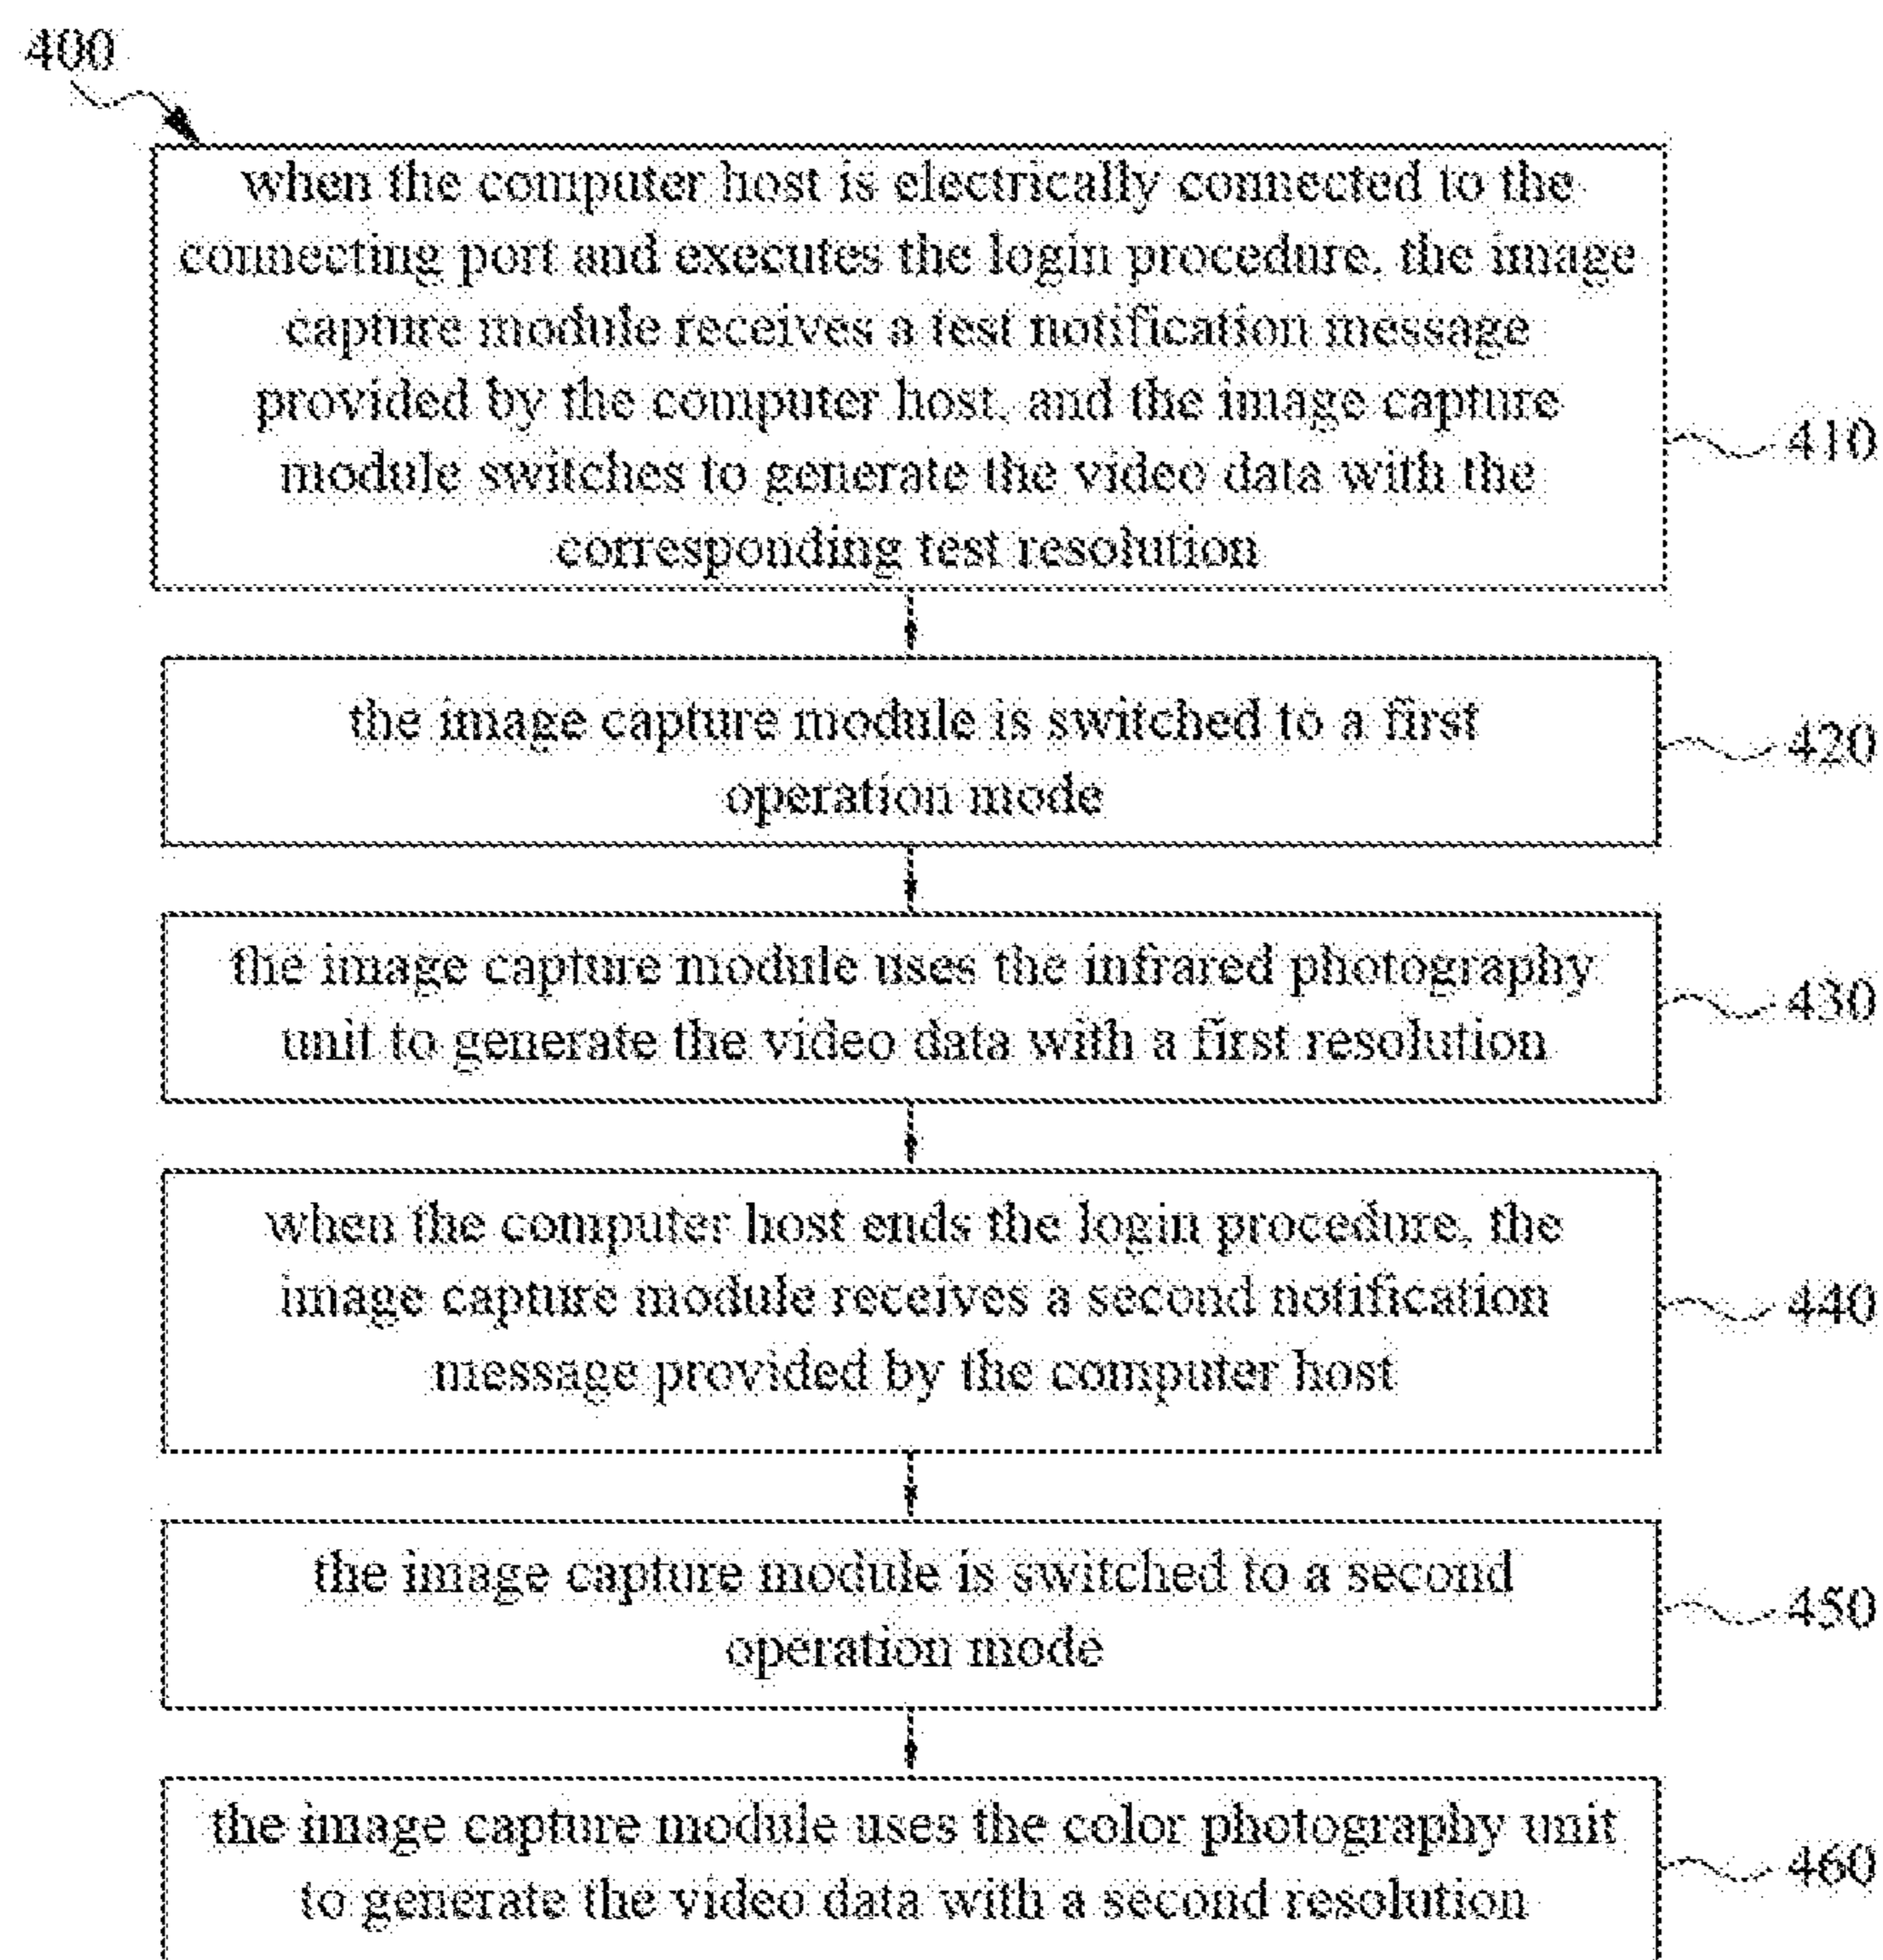 400
when the computer host is electrically connected to the
connecting port and executes the login procedure, the image
capture module receives a test notification message
provided by the computer host, and the image capture
module switches to generate the video data with the
corresponding test resolution
410
the image capture module is switched to a first
operation mode
420
the image capture module uses the infrared photography
unit to generate the video data with a first resolution
430
when the computer host ends the login procedure, the
image capture module receives a second notification
message provided by the computer host
440
the image capture module is switched to a second
operation mode
450
the image capture module uses the color photography unit
to generate the video data with a second resolution
460